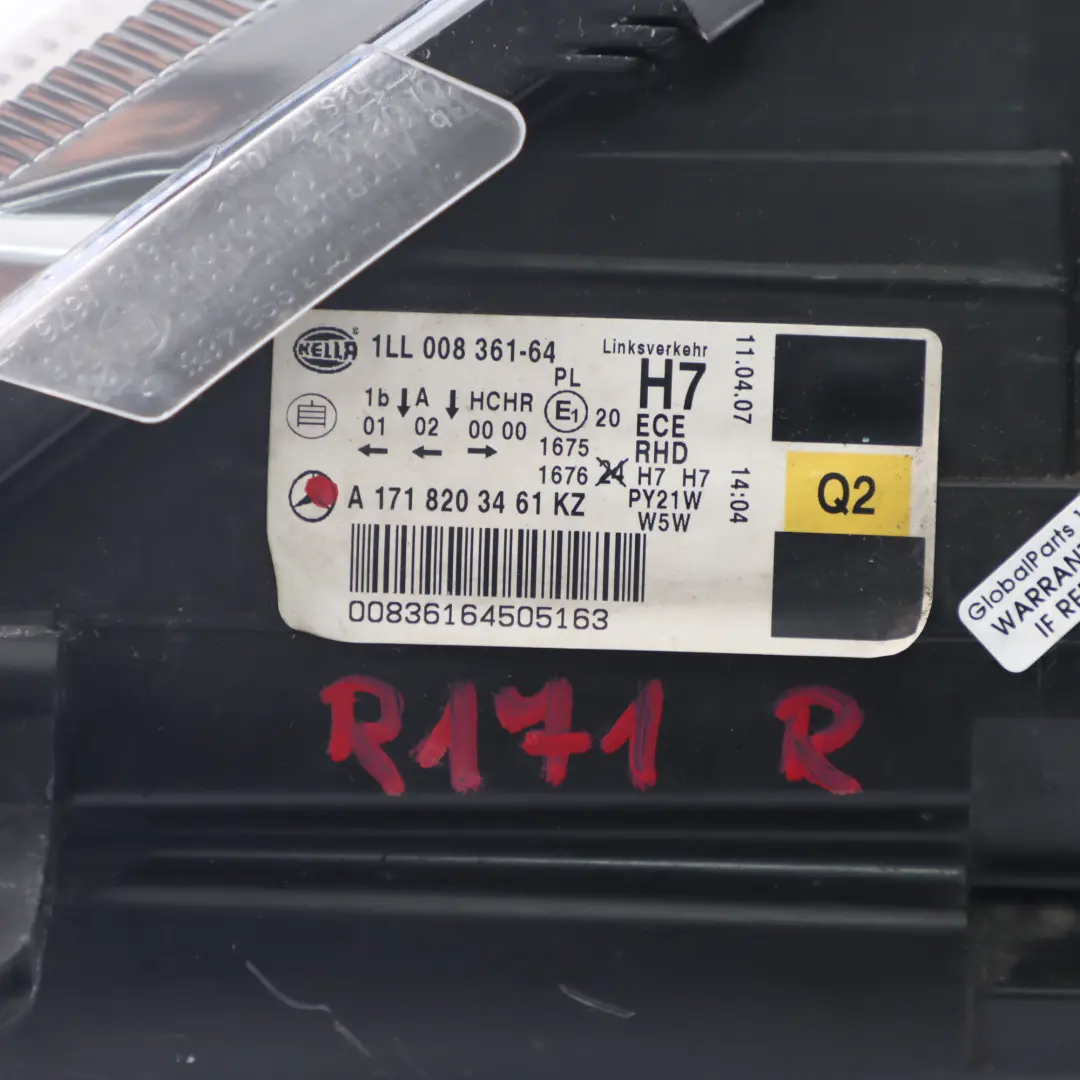 HELLA ®
1LL 008 361-64
Linksverkehr
11.04.07
PL
H7
1b ↓ A ↓ HCHR
E1 20
ECE
01 02 00 00
RHD
← ← →
1675
1676 24 H7 H7
14:04
Q2
A 171 820 34 61 KZ
PY21W
W5W
00836164505163
GlobalParts
WARRAN
IF RE
R171 R